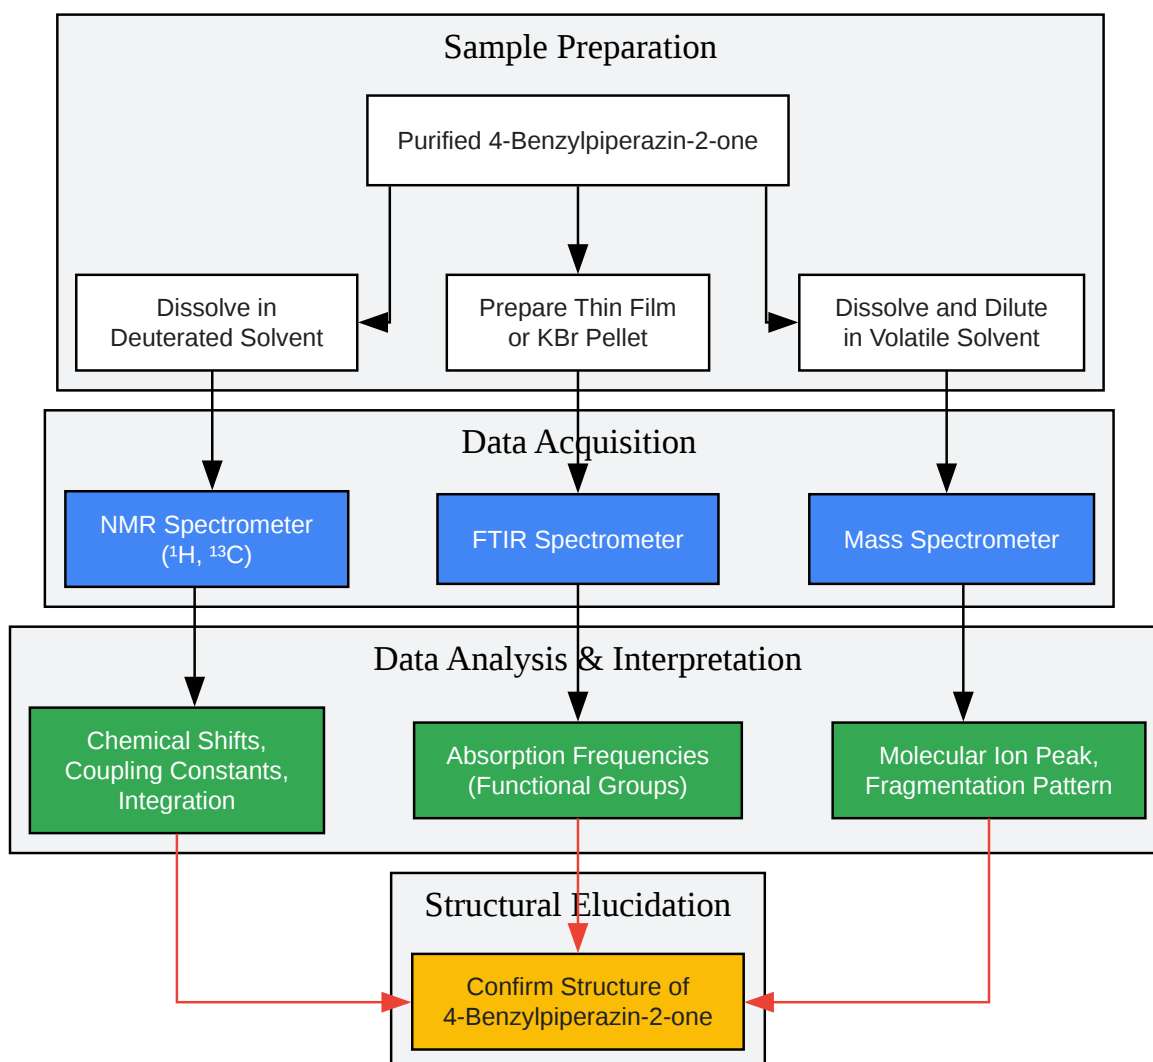 Sample Preparation
Purified 4-Benzylpiperazin-2-one
Dissolve in
Deuterated Solvent
Prepare Thin Film
or KBr Pellet
Dissolve and Dilute
in Volatile Solvent
Data Acquisition
NMR Spectrometer
(¹H, ¹³C)
FTIR Spectrometer
Mass Spectrometer
Data Analysis & Interpretation
Chemical Shifts,
Coupling Constants,
Integration
Absorption Frequencies
(Functional Groups)
Molecular Ion Peak,
Fragmentation Pattern
Structural Elucidation
Confirm Structure of
4-Benzylpiperazin-2-one